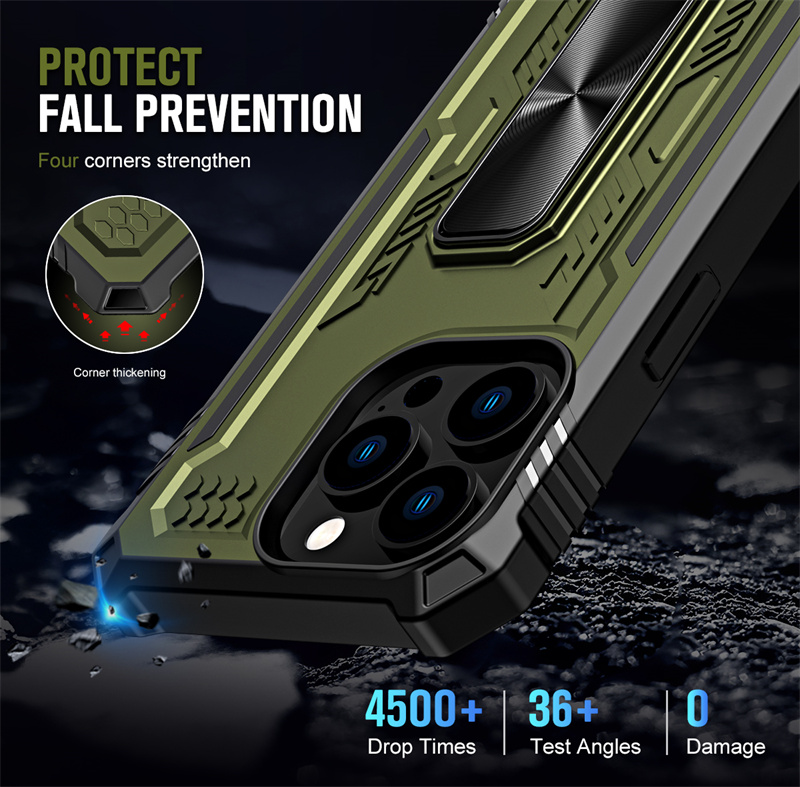 PROTECT
FALL PREVENTION
Four corners strengthen
Corner thickening
4500+
Drop Times
36+
Test Angles
0
Damage